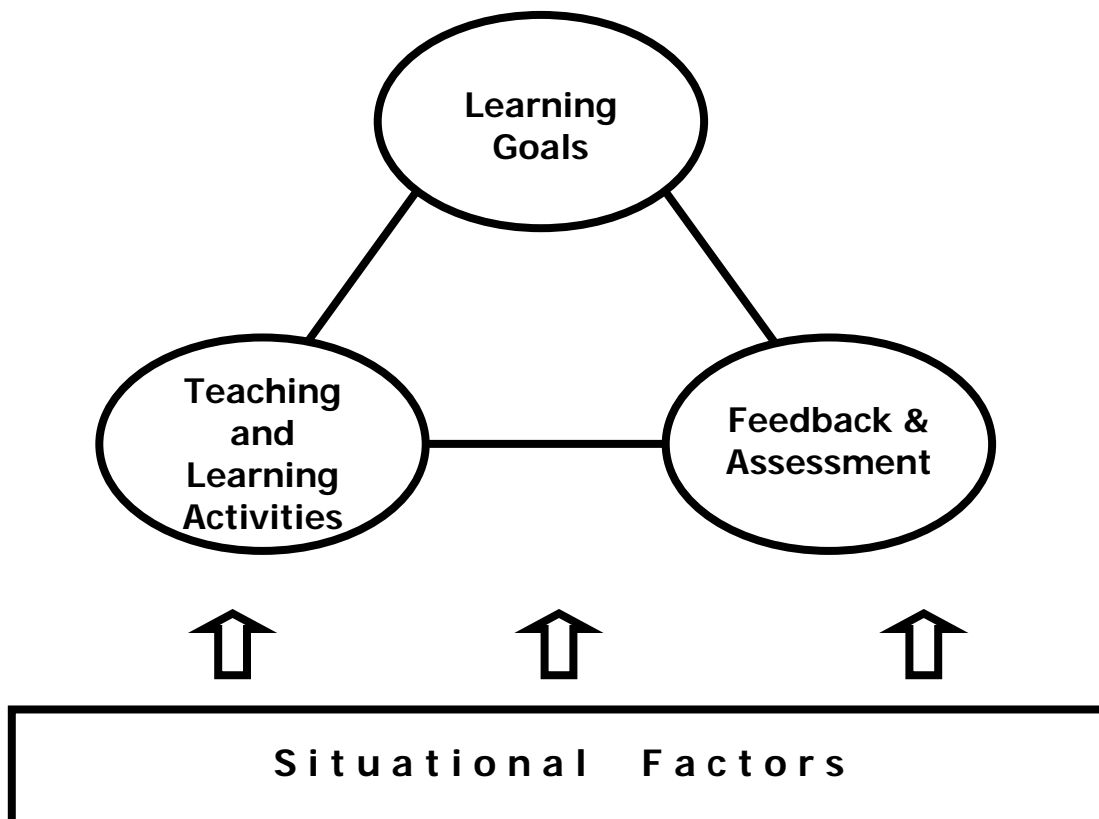 Learning
Goals
Teaching
and
Learning
Activities
Feedback &
Assessment
Situational Factors